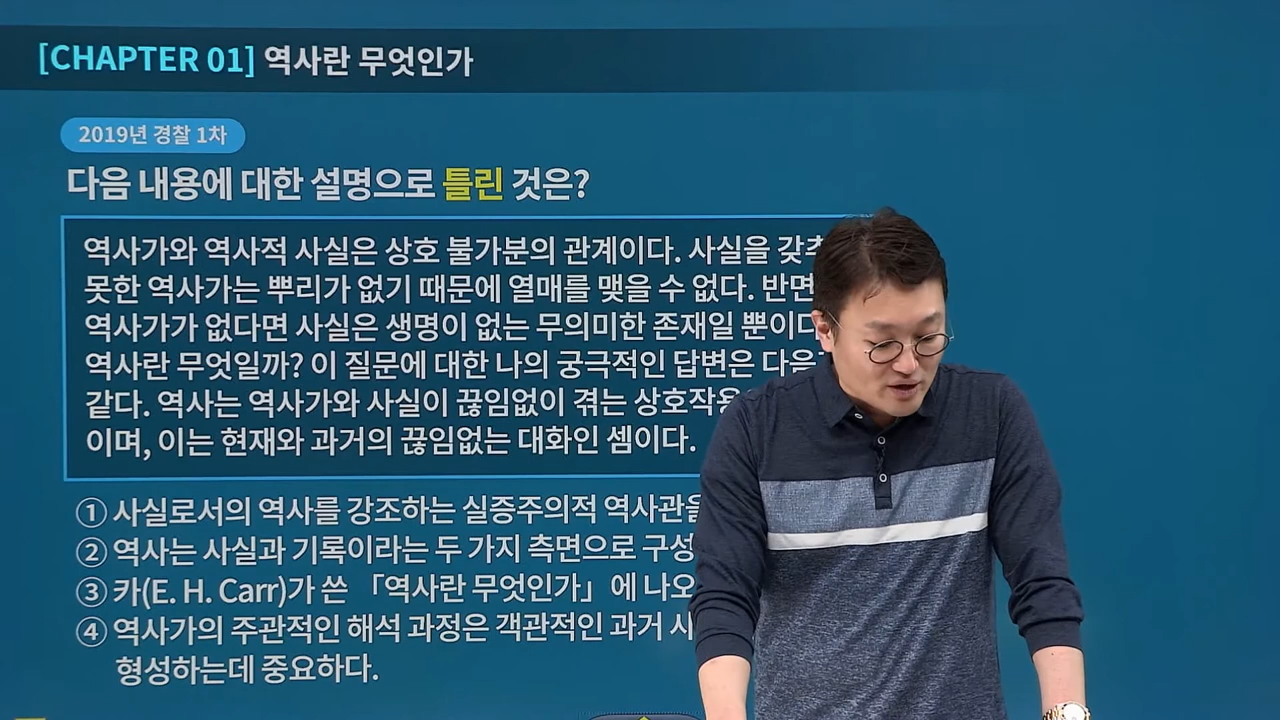 [CHAPTER 01] 역사란 무엇인가
2019년 경찰 1차
다음 내용에 대한 설명으로 틀린 것은?
역사가와 역사적 사실은 상호 불가분의 관계이다. 사실을
못한 역사가는 뿌리가 없기 때문에 열매를 맺을 수 없다. 반면
역사가가 없다면 사실은 생명이 없는 무의미한 존재일 뿐이다
역사란 무엇일까? 이 질문에 대한 나의 궁극적인 답변은
같다. 역사는 역사가와 사실이 끊임없이 겪는 상호작용
이며, 이는 현재와 과거의 끊임없는 대화인 셈이다.
① 사실로서의 역사를 강조하는 실증주의적 역사관을
② 역사는 사실과 기록이라는 두 가지 측면으로
③ 카(E. H. Carr)가 쓴 「역사란 무엇인가」에
④ 역사가의 주관적인 해석 과정은 객관적인 과거
형성하는데 중요하다.